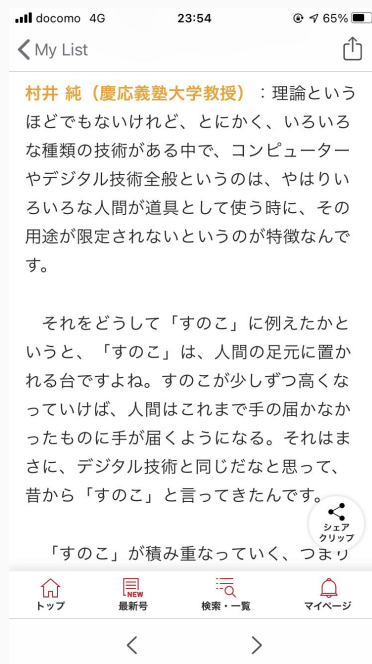 docomo 4G 23:54 65%
My List
村井 純（慶応義塾大学教授）：理論という
ほどでもないけれど、とにかく、いろいろ
な種類の技術がある中で、コンピューター
やデジタル技術全般というのは、やはりい
ろいろな人間が道具として使う時に、その
用途が限定されないというのが特徴なんで
す。
それをどうして「すのこ」に例えたかと
いうと、「すのこ」は、人間の足元に置か
れる台ですよね。すのこが少しずつ高くな
っていけば、人間はこれまで手の届かなか
ったものに手が届くようになる。それはま
さに、デジタル技術と同じだなと思って、
昔から「すのこ」と言ってきたんです。
シェア
クリップ
「すのこ」が積み重なっていく、つまり
NEW
トップ 最新号 検索・一覧 マイページ